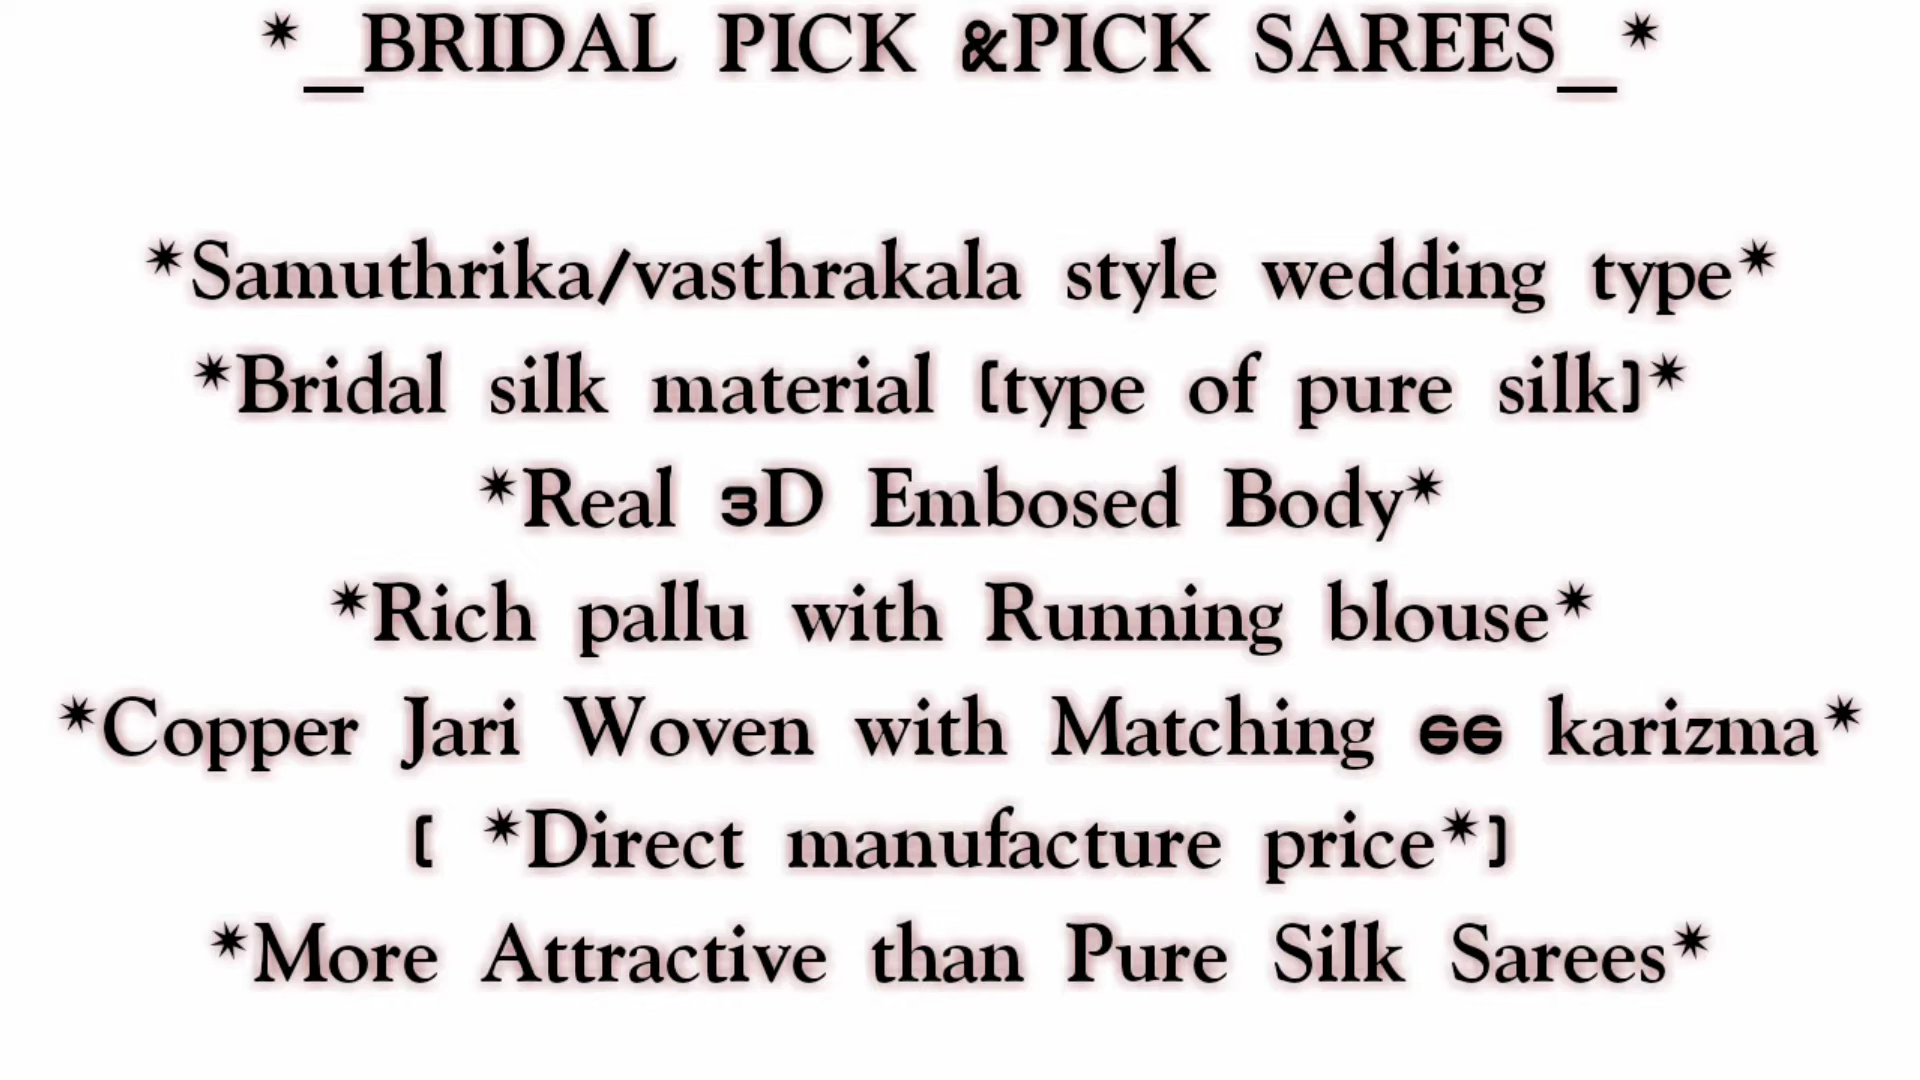 *_BRIDAL PICK &PICK SAREES_*
*Samuthrika/vasthrakala style wedding type*
*Bridal silk material (type of pure silk)*
*Real 3D Embosed Body*
*Rich pallu with Running blouse*
*Copper Jari Woven with Matching 66 karizma*
( *Direct manufacture price*)
*More Attractive than Pure Silk Sarees*